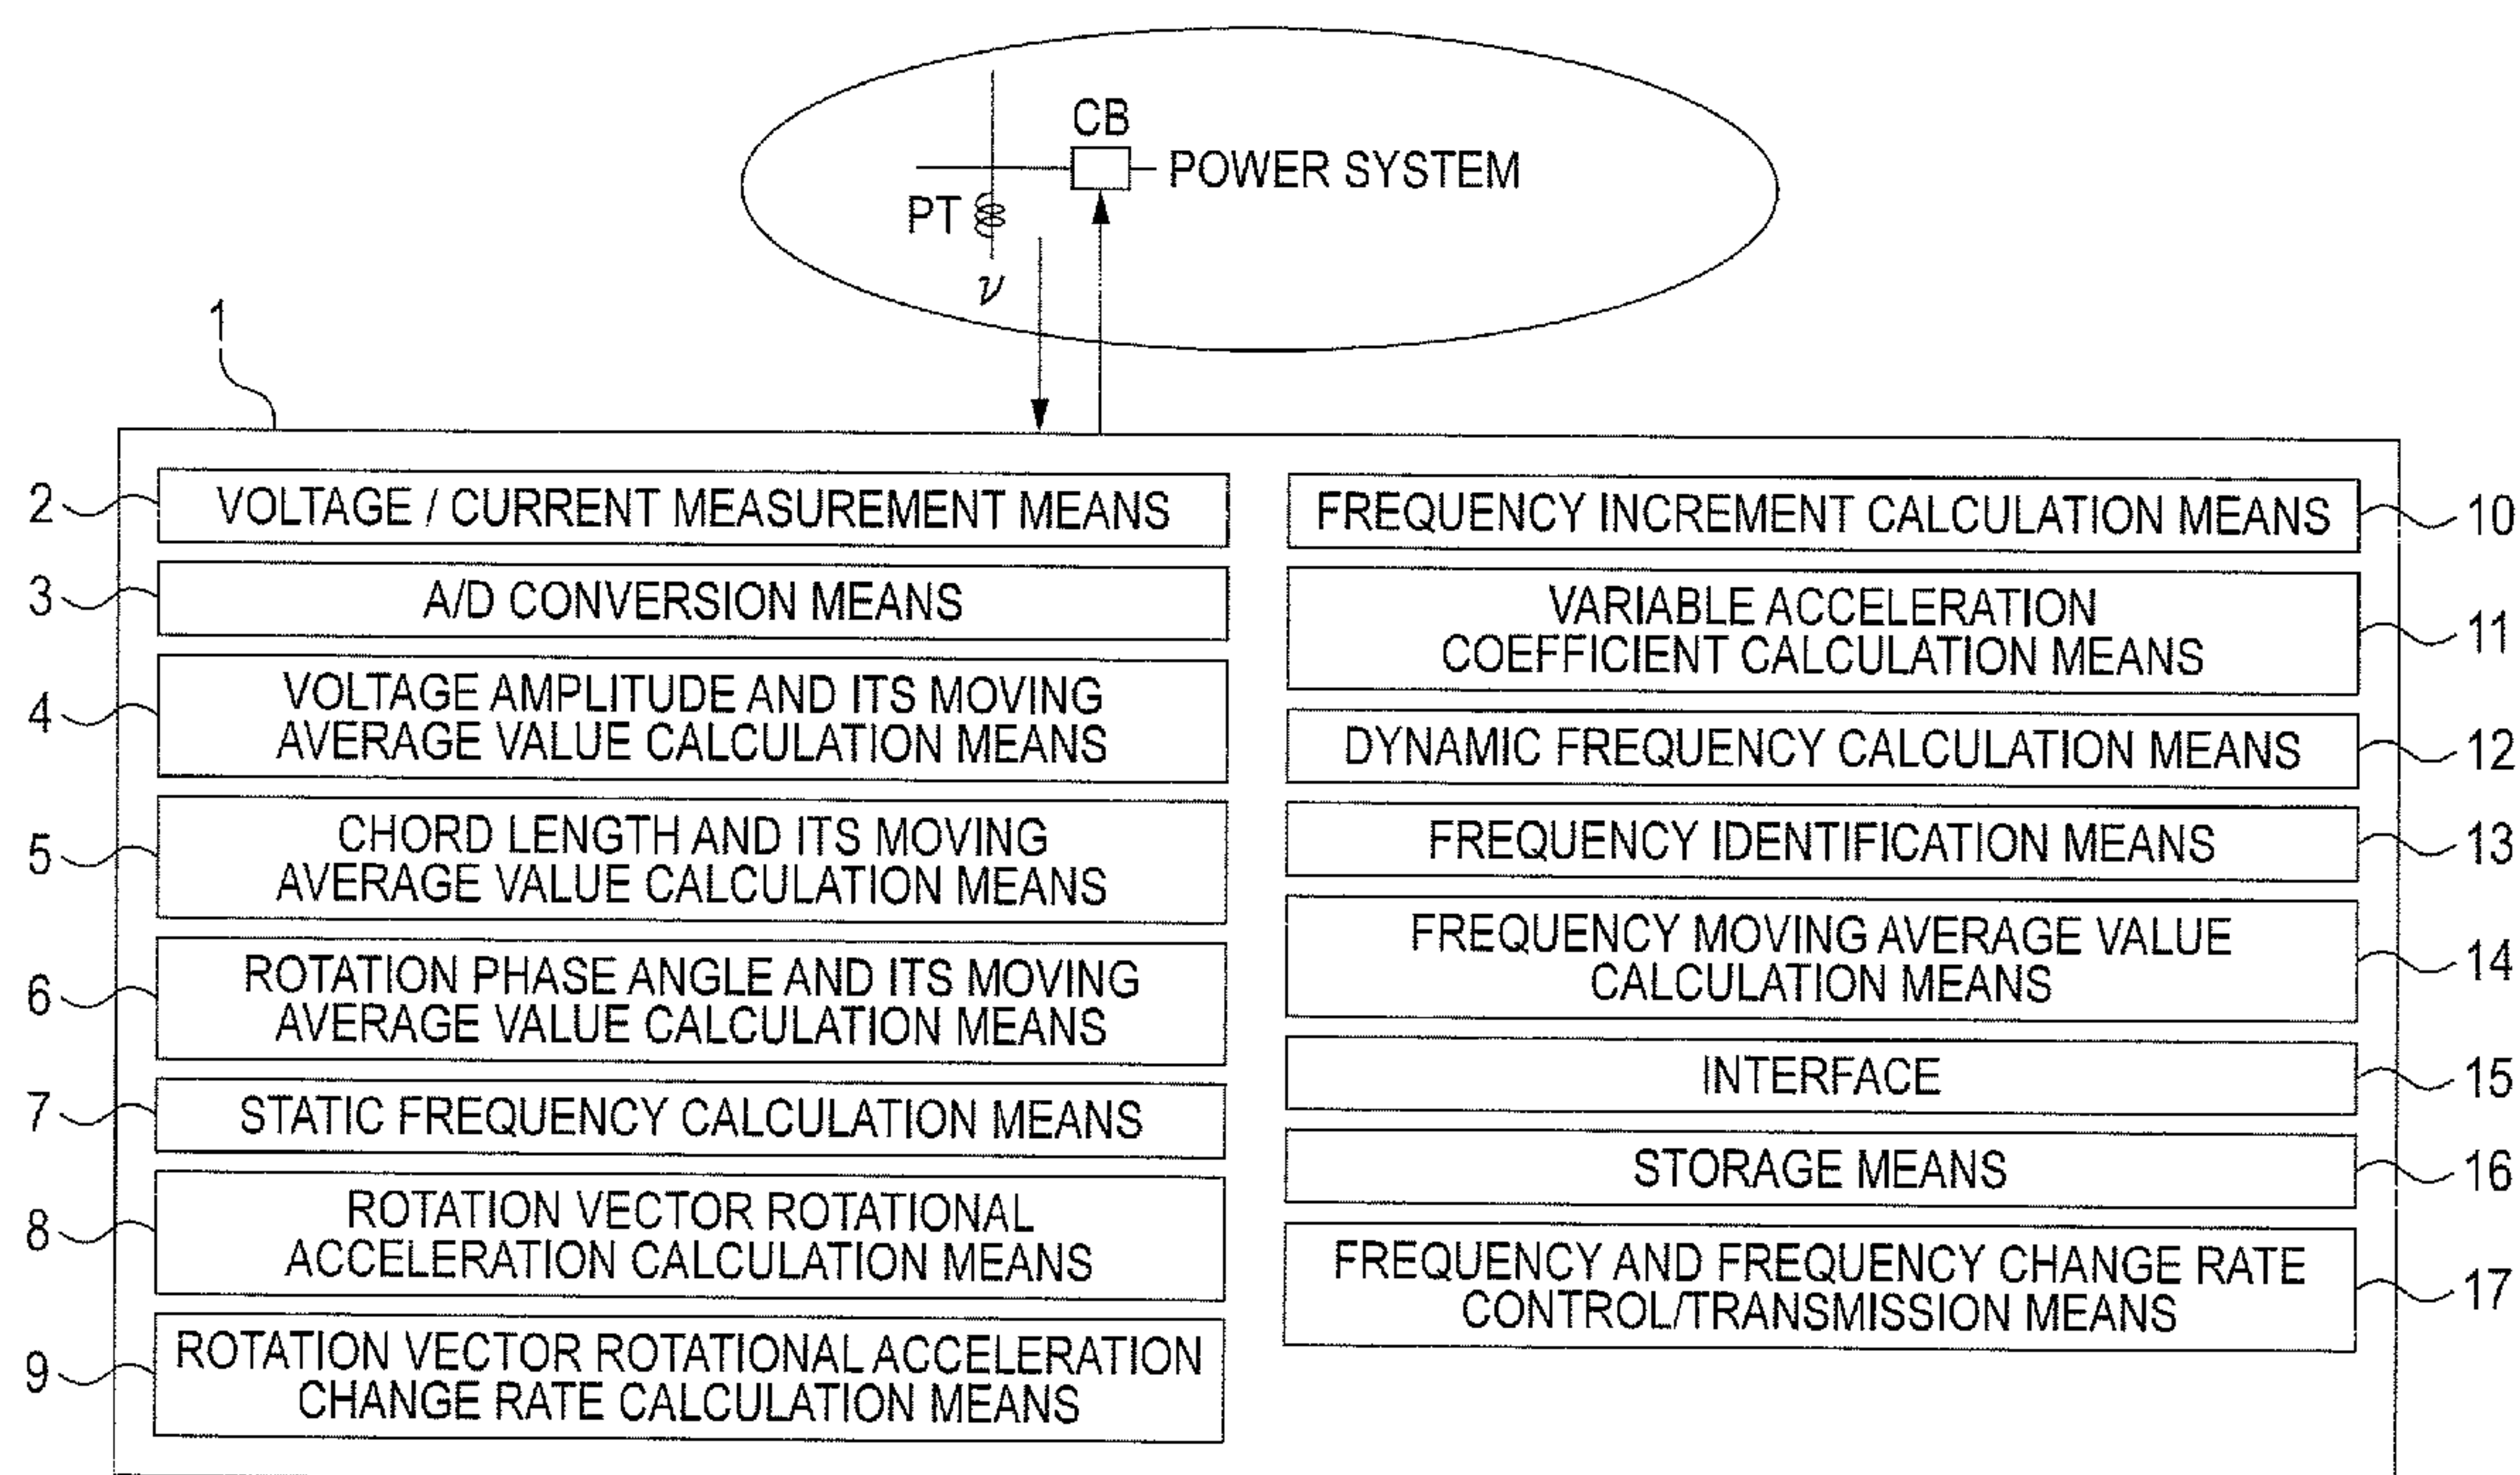 CB
POWER SYSTEM
PT
ν
1
2
VOLTAGE / CURRENT MEASUREMENT MEANS
3
A/D CONVERSION MEANS
4
VOLTAGE AMPLITUDE AND ITS MOVING
AVERAGE VALUE CALCULATION MEANS
5
CHORD LENGTH AND ITS MOVING
AVERAGE VALUE CALCULATION MEANS
6
ROTATION PHASE ANGLE AND ITS MOVING
AVERAGE VALUE CALCULATION MEANS
7
STATIC FREQUENCY CALCULATION MEANS
8
ROTATION VECTOR ROTATIONAL
ACCELERATION CALCULATION MEANS
9
ROTATION VECTOR ROTATIONAL ACCELERATION
CHANGE RATE CALCULATION MEANS
FREQUENCY INCREMENT CALCULATION MEANS
10
VARIABLE ACCELERATION
COEFFICIENT CALCULATION MEANS
11
DYNAMIC FREQUENCY CALCULATION MEANS
12
FREQUENCY IDENTIFICATION MEANS
13
FREQUENCY MOVING AVERAGE VALUE
CALCULATION MEANS
14
INTERFACE
15
STORAGE MEANS
16
FREQUENCY AND FREQUENCY CHANGE RATE
CONTROL/TRANSMISSION MEANS
17